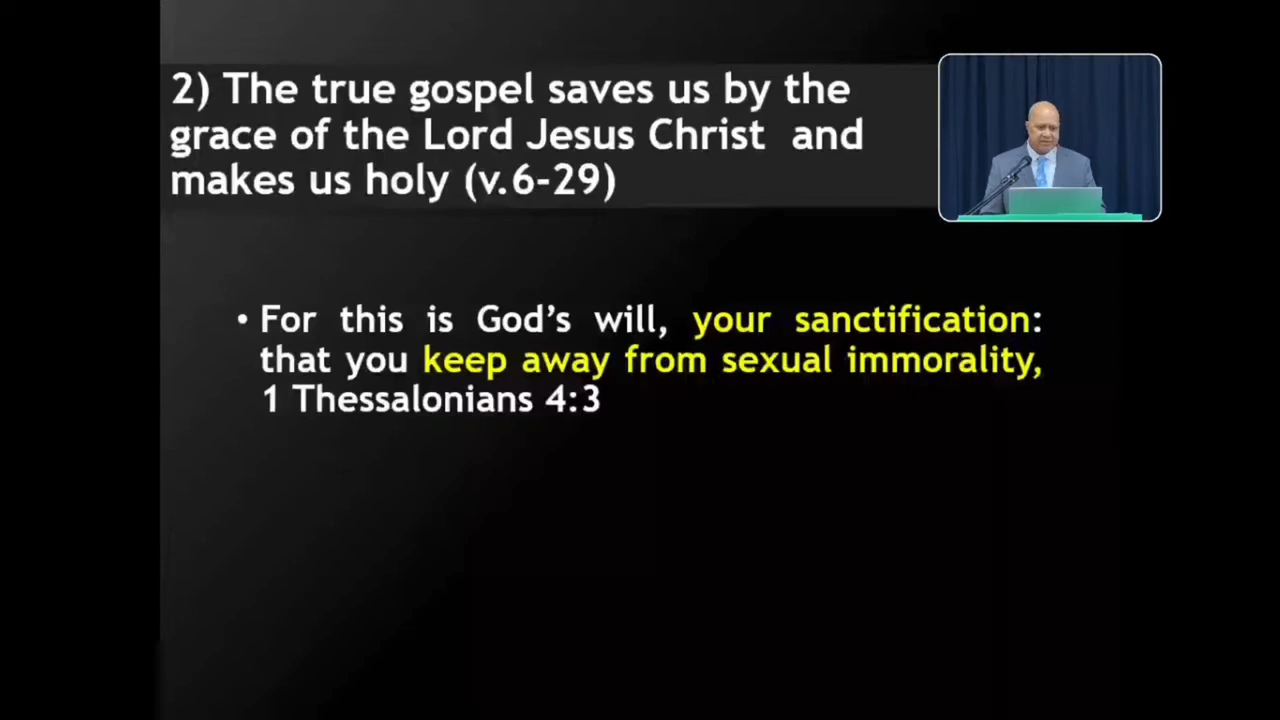 2) The true gospel saves us by the
grace of the Lord Jesus Christ and
makes us holy (v.6-29)
• For this is God’s will, your sanctification:
that you keep away from sexual immorality,
1 Thessalonians 4:3